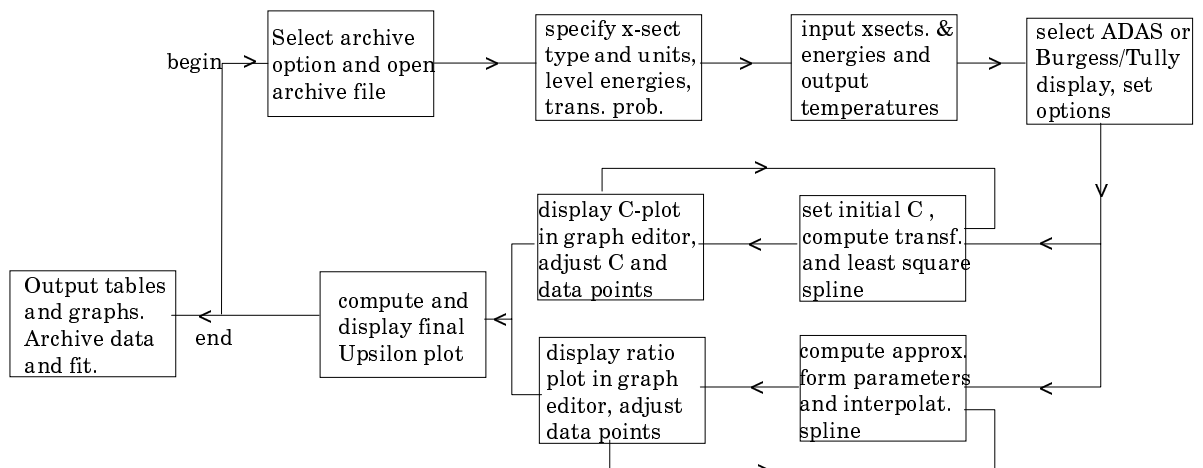 begin
Select archive
option and open
archive file
specify x-sect
type and units,
level energies,
trans. prob.
input xsects. &
energies and
output
temperatures
select ADAS or
Burgess/Tully
display, set
options
set initial C ,
compute transf.
and least square
spline
display C-plot
in graph editor,
adjust C and
data points
compute approx.
form parameters
and interpolat.
spline
display ratio
plot in graph
editor, adjust
data points
compute and
display final
Upsilon plot
end
Output tables
and graphs.
Archive data
and fit.